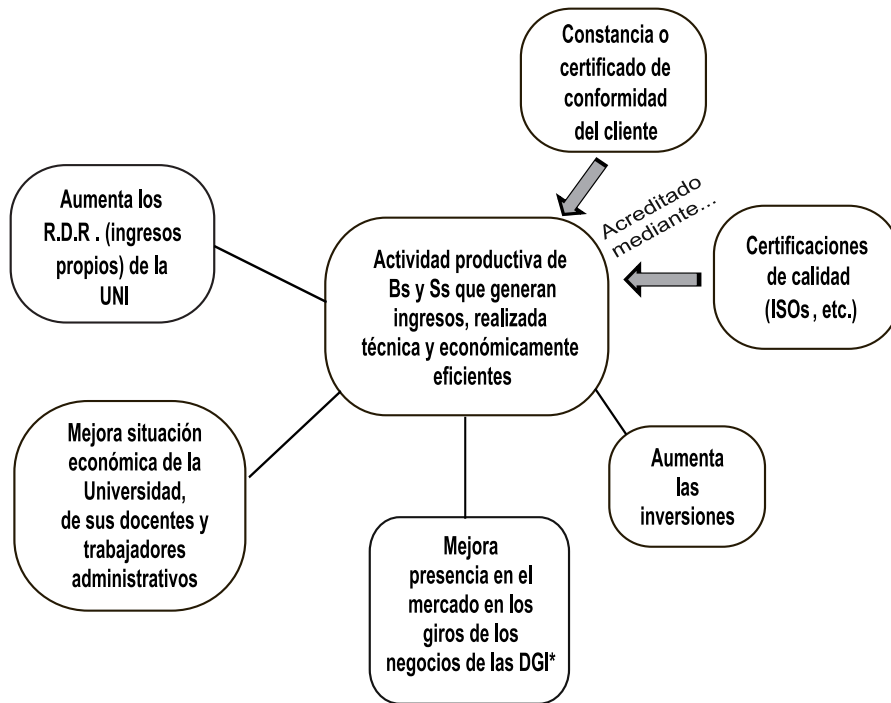 Constancia o
certificado de
conformidad
del cliente
Acreditado
mediante...
Aumenta los
R.D.R . (ingresos
propios) de la
UNI
Actividad productiva de
Bs y Ss que generan
ingresos, realizada
técnica y económicamente
eficientes
Certificaciones
de calidad
(ISOs , etc.)
Mejora situación
económica de la
Universidad,
de sus docentes y
trabajadores
administrativos
Mejora
presencia en el
mercado en los
giros de los
negocios de las DGI*
Aumenta
las
inversiones